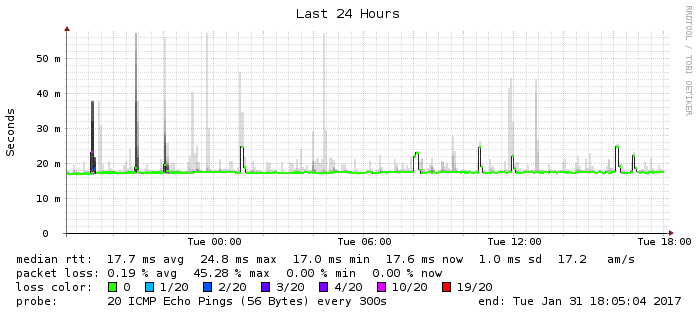 Last 24 Hours
RRDTOOL / TOBI OETIKER
Seconds
50 m
40 m
30 m
20 m
10 m
0
Tue 00:00 Tue 06:00 Tue 12:00 Tue 18:00
median rtt: 17.7 ms avg 24.8 ms max 17.0 ms min 17.6 ms now 1.0 ms sd 17.2 am/s
packet loss: 0.19 % avg 45.28 % max 0.00 % min 0.00 % now
loss color: 0 1/20 2/20 3/20 4/20 10/20 19/20
probe: 20 ICMP Echo Pings (56 Bytes) every 300s end: Tue Jan 31 18:05:04 2017